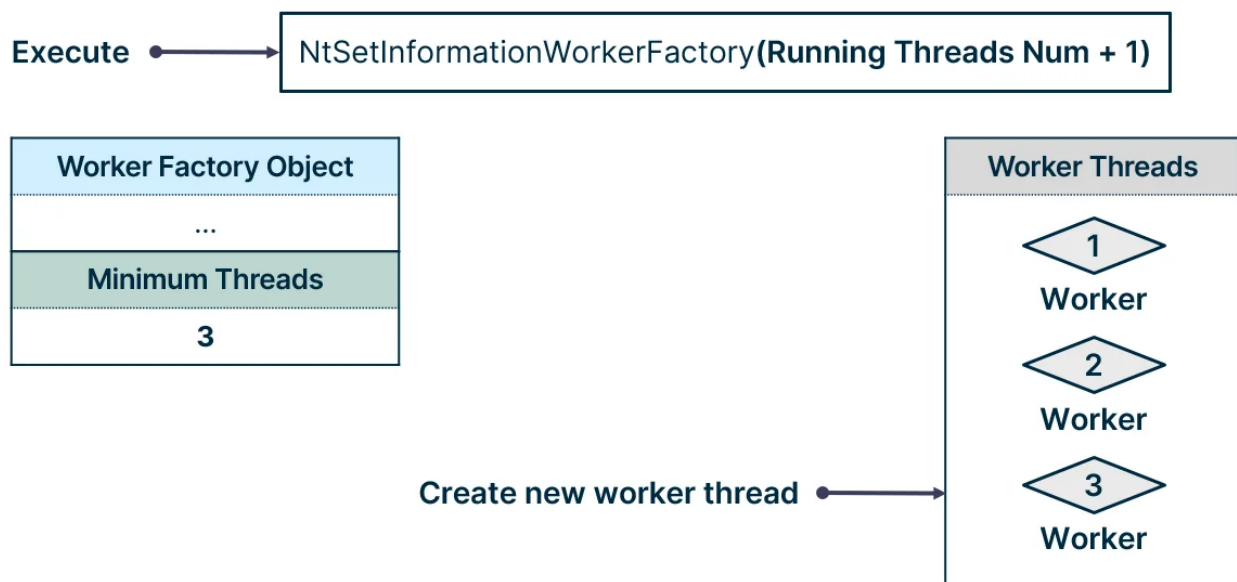 Execute
NtSetInformationWorkerFactory(Running Threads Num + 1)
Worker Factory Object
...
Minimum Threads
3
Worker Threads
1
Worker
2
Worker
Create new worker thread
3
Worker